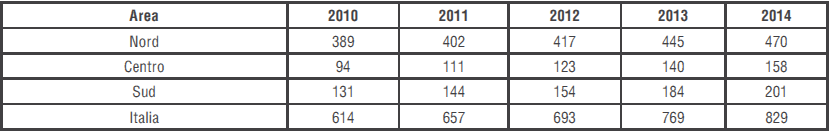 Area 2010 2011 2012 2013 2014
Nord 389 402 417 445 470
Centro 94 111 123 140 158
Sud 131 144 154 184 201
Italia 614 657 693 769 829